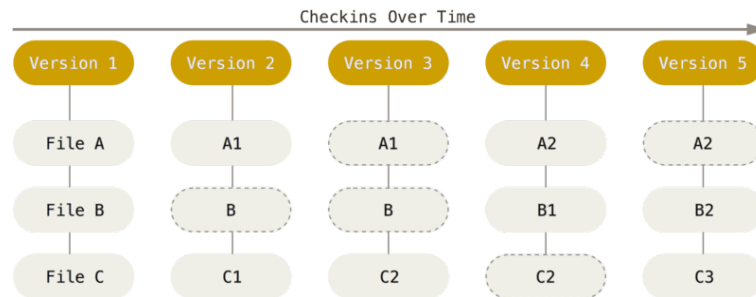 Checkins Over Time
Version 1 Version 2 Version 3 Version 4 Version 5
File A A1 A1 A2 A2
File B B B B1 B2
File C C1 C2 C2 C3